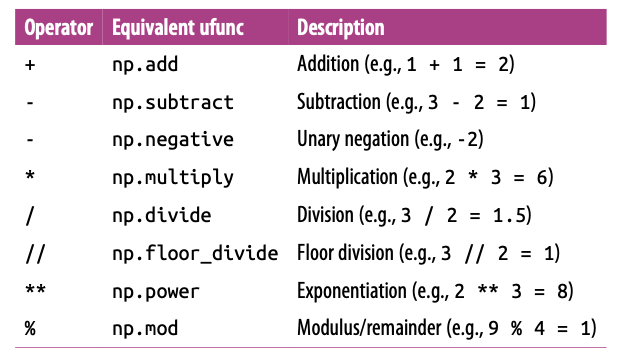 Operator Equivalent ufunc Description
+ np.add Addition (e.g., 1 + 1 = 2)
- np.subtract Subtraction (e.g., 3 - 2 = 1)
- np.negative Unary negation (e.g., -2)
* np.multiply Multiplication (e.g., 2 * 3 = 6)
/ np.divide Division (e.g., 3 / 2 = 1.5)
// np.floor_divide Floor division (e.g., 3 // 2 = 1)
** np.power Exponentiation (e.g., 2 ** 3 = 8)
% np.mod Modulus/remainder (e.g., 9 % 4 = 1)